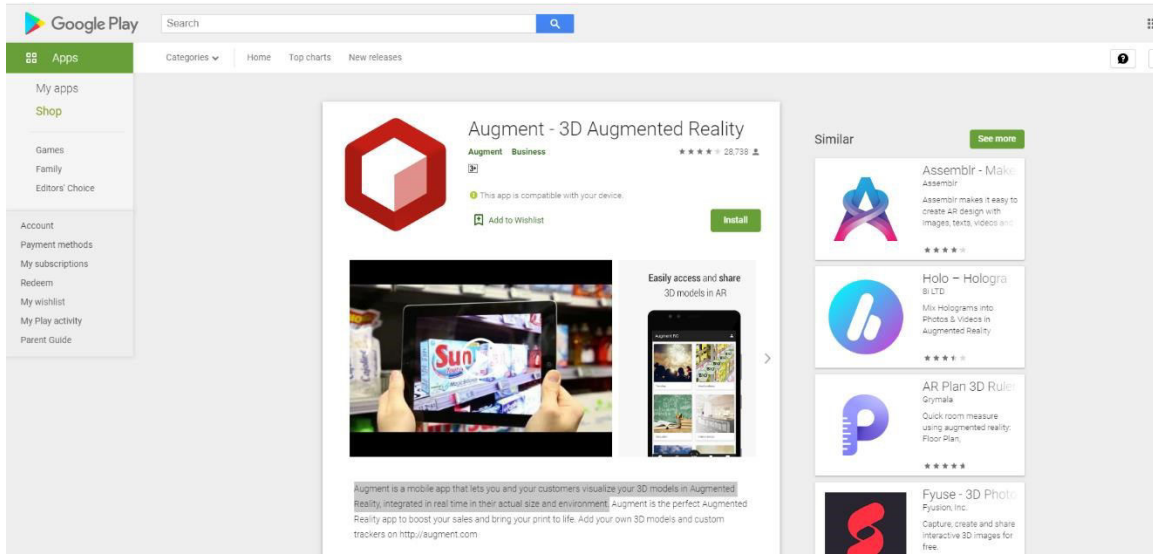 Google Play
Search
Apps
Categories
Home
Top charts
New releases
My apps
Shop
Games
Family
Editors' Choice
Account
Payment methods
My subscriptions
Redeem
My wishlist
My Play activity
Parent Guide
Augment - 3D Augmented Reality
Augment Business
28,738
3+
This app is compatible with your device.
Add to Wishlist
Install
Sun
Easily access and share
3D models in AR
Augment is a mobile app that lets you and your customers visualize your 3D models in Augmented
Reality, integrated in real time in their actual size and environment. Augment is the perfect Augmented
Reality app to boost your sales and bring your print to life. Add your own 3D models and custom
trackers on http://augment.com
Similar
See more
Assemblr - Make
Assemblr
Assemblr makes it easy to
create AR design with
images, texts, videos and
Holo – Hologra
8i LTD
Mix Holograms into
Photos & Videos in
Augmented Reality
AR Plan 3D Ruler
Grymala
Quick room measure
using augmented reality:
Floor Plan,
Fyuse - 3D Photo
Fyusion, Inc.
Capture, create and share
interactive 3D images for
free.